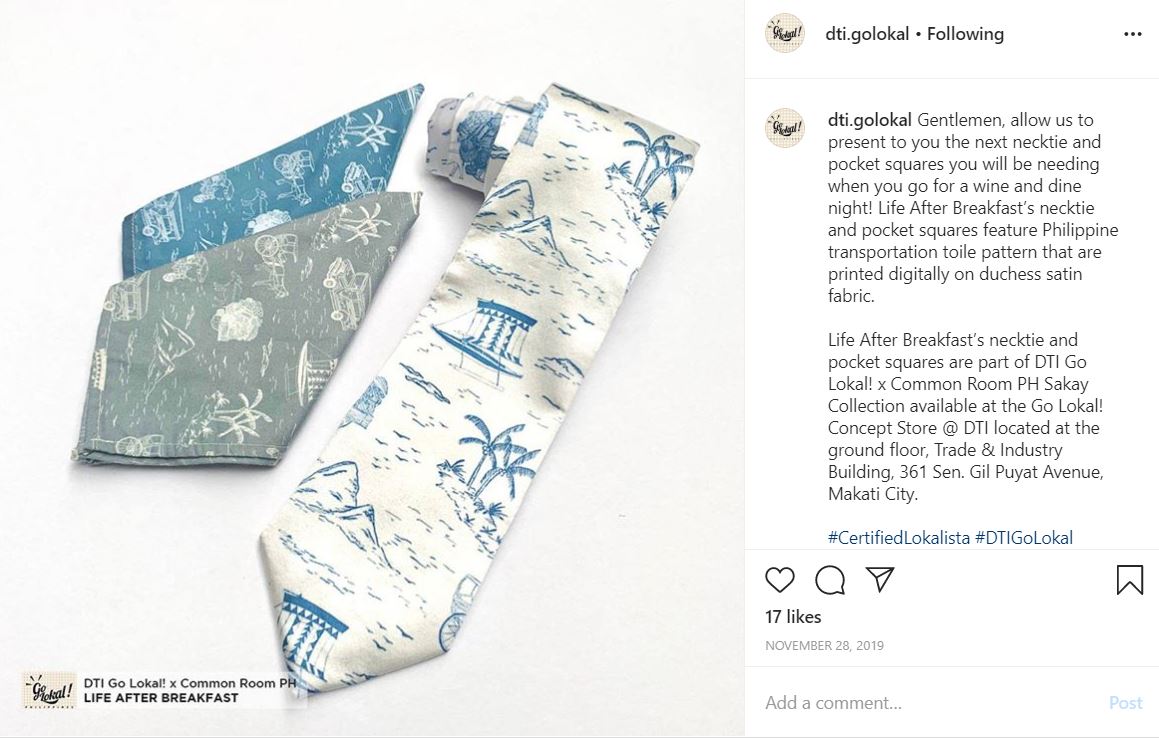 dti.golokal • Following
dti.golokal Gentlemen, allow us to
present to you the next necktie and
pocket squares you will be needing
when you go for a wine and dine
night! Life After Breakfast's necktie
and pocket squares feature Philippine
transportation toile pattern that are
printed digitally on duchess satin
fabric.
Life After Breakfast's necktie and
pocket squares are part of DTI Go
Lokal! x Common Room PH Sakay
Collection available at the Go Lokal!
Concept Store @ DTI located at the
ground floor, Trade & Industry
Building, 361 Sen. Gil Puyat Avenue,
Makati City.
#CertifiedLokalista #DTIGoLokal
17 likes
NOVEMBER 28, 2019
Add a comment...
Post
Go Lokal!
PHILIPPINES
DTI Go Lokal! x Common Room PH
LIFE AFTER BREAKFAST